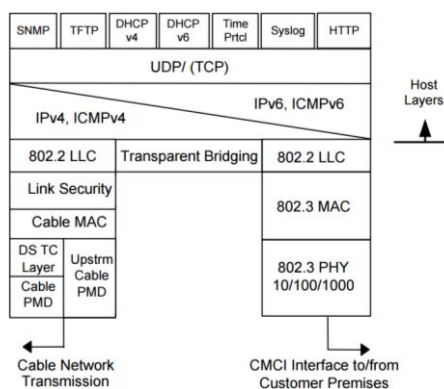 SNMP
TFTP
DHCP
v4
DHCP
v6
Time
Prtcl
Syslog
HTTP
UDP/ (TCP)
IPv4, ICMPv4
IPv6, ICMPv6
Host
Layers
802.2 LLC
Transparent Bridging
802.2 LLC
Link Security
Cable MAC
802.3 MAC
DS TC
Layer
Cable
PMD
Upstrm
Cable
PMD
802.3 PHY
10/100/1000
Cable Network
Transmission
CMCI Interface to/from
Customer Premises